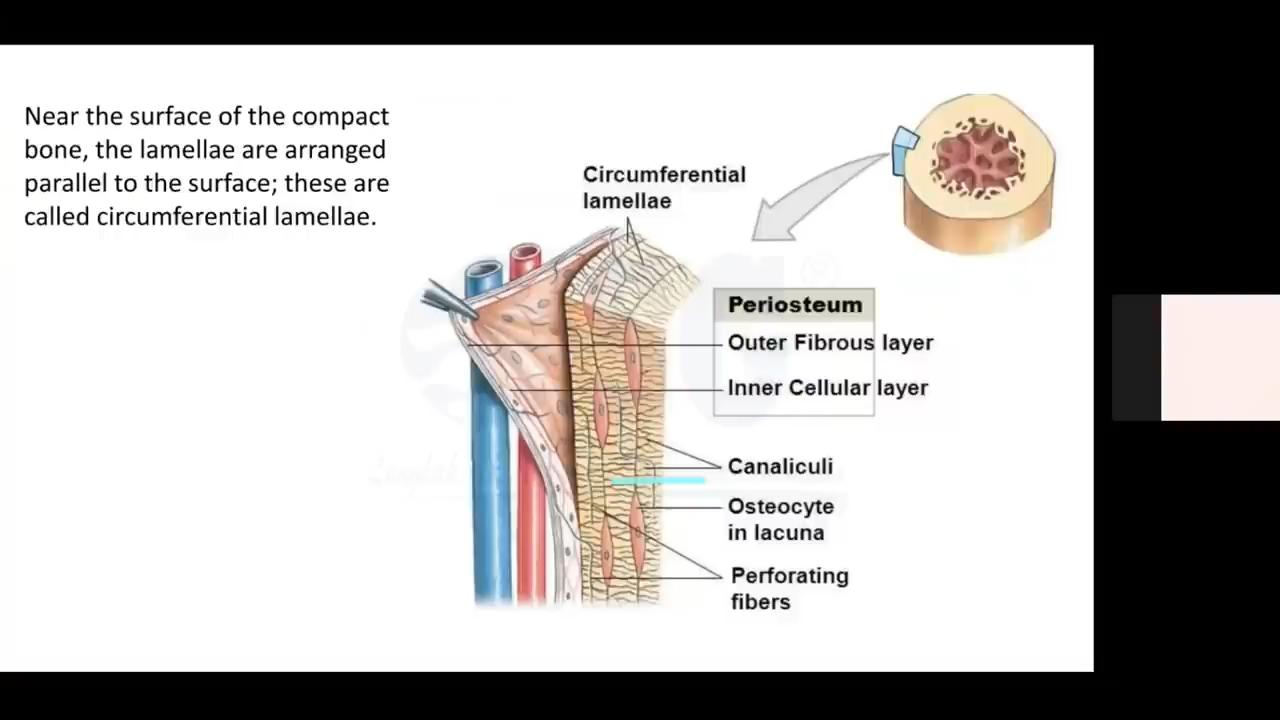 Near the surface of the compact
bone, the lamellae are arranged
parallel to the surface; these are
called circumferential lamellae.
Circumferential
lamellae
Periosteum
Outer Fibrous layer
Inner Cellular layer
Canaliculi
Osteocyte
in lacuna
Perforating
fibers